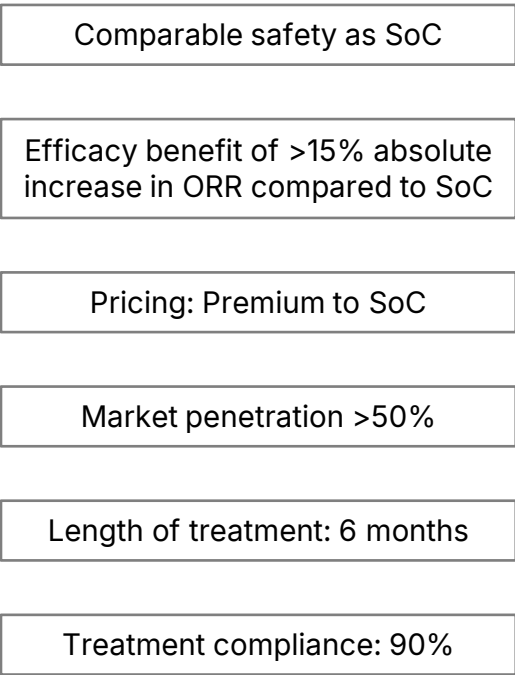 Comparable safety as SoC
Efficacy benefit of >15% absolute
increase in ORR compared to SoC
Pricing: Premium to SoC
Market penetration >50%
Length of treatment: 6 months
Treatment compliance: 90%